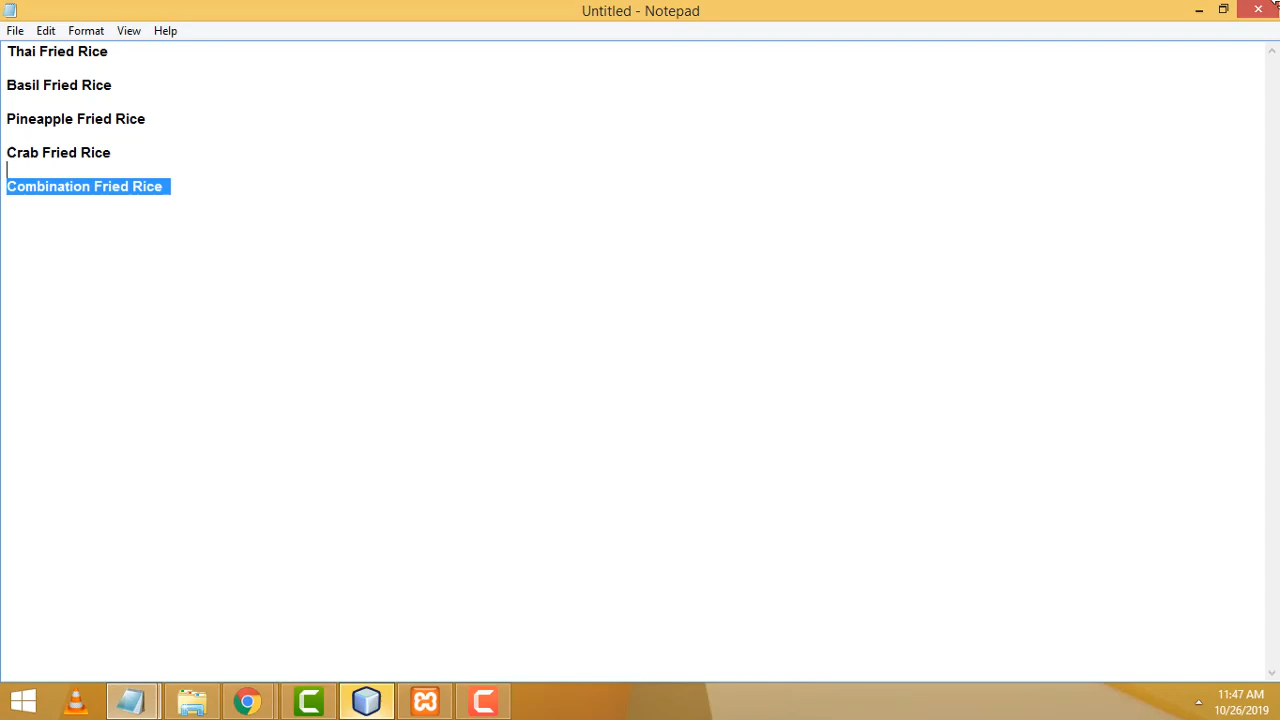 Untitled - Notepad
File Edit Format View Help
Thai Fried Rice
Basil Fried Rice
Pineapple Fried Rice
Crab Fried Rice
Combination Fried Rice
11:47 AM
10/26/2019